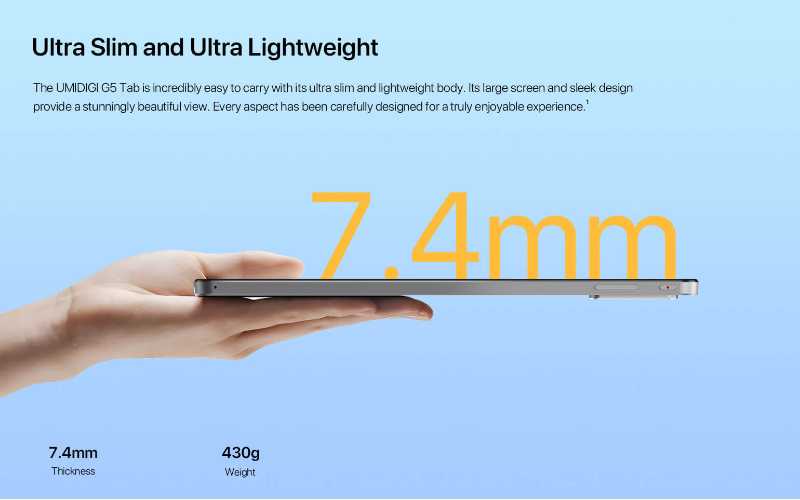 Ultra Slim and Ultra Lightweight
The UMIDIGI G5 Tab is incredibly easy to carry with its ultra slim and lightweight body. Its large screen and sleek design
provide a stunningly beautiful view. Every aspect has been carefully designed for a truly enjoyable experience.¹
7.4mm
7.4mm
Thickness
430g
Weight